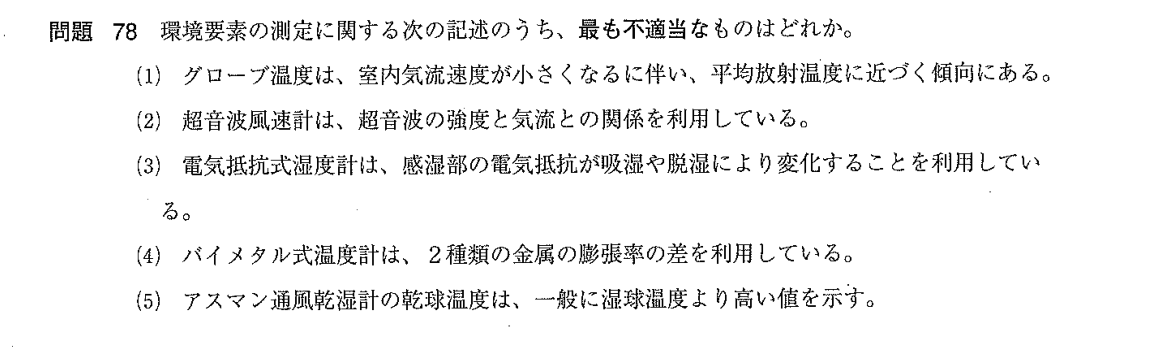 問題 78 環境要素の測定に関する次の記述のうち、最も不適当なものはどれか。
(1) グローブ温度は、室内気流速度が小さくなるに伴い、平均放射温度に近づく傾向にある。
(2) 超音波風速計は、超音波の強度と気流との関係を利用している。
(3) 電気抵抗式湿度計は、感湿部の電気抵抗が吸湿や脱湿により変化することを利用してい
る。
(4) バイメタル式温度計は、２種類の金属の膨張率の差を利用している。
(5) アスマン通風乾湿計の乾球温度は、一般に湿球温度より高い値を示す。